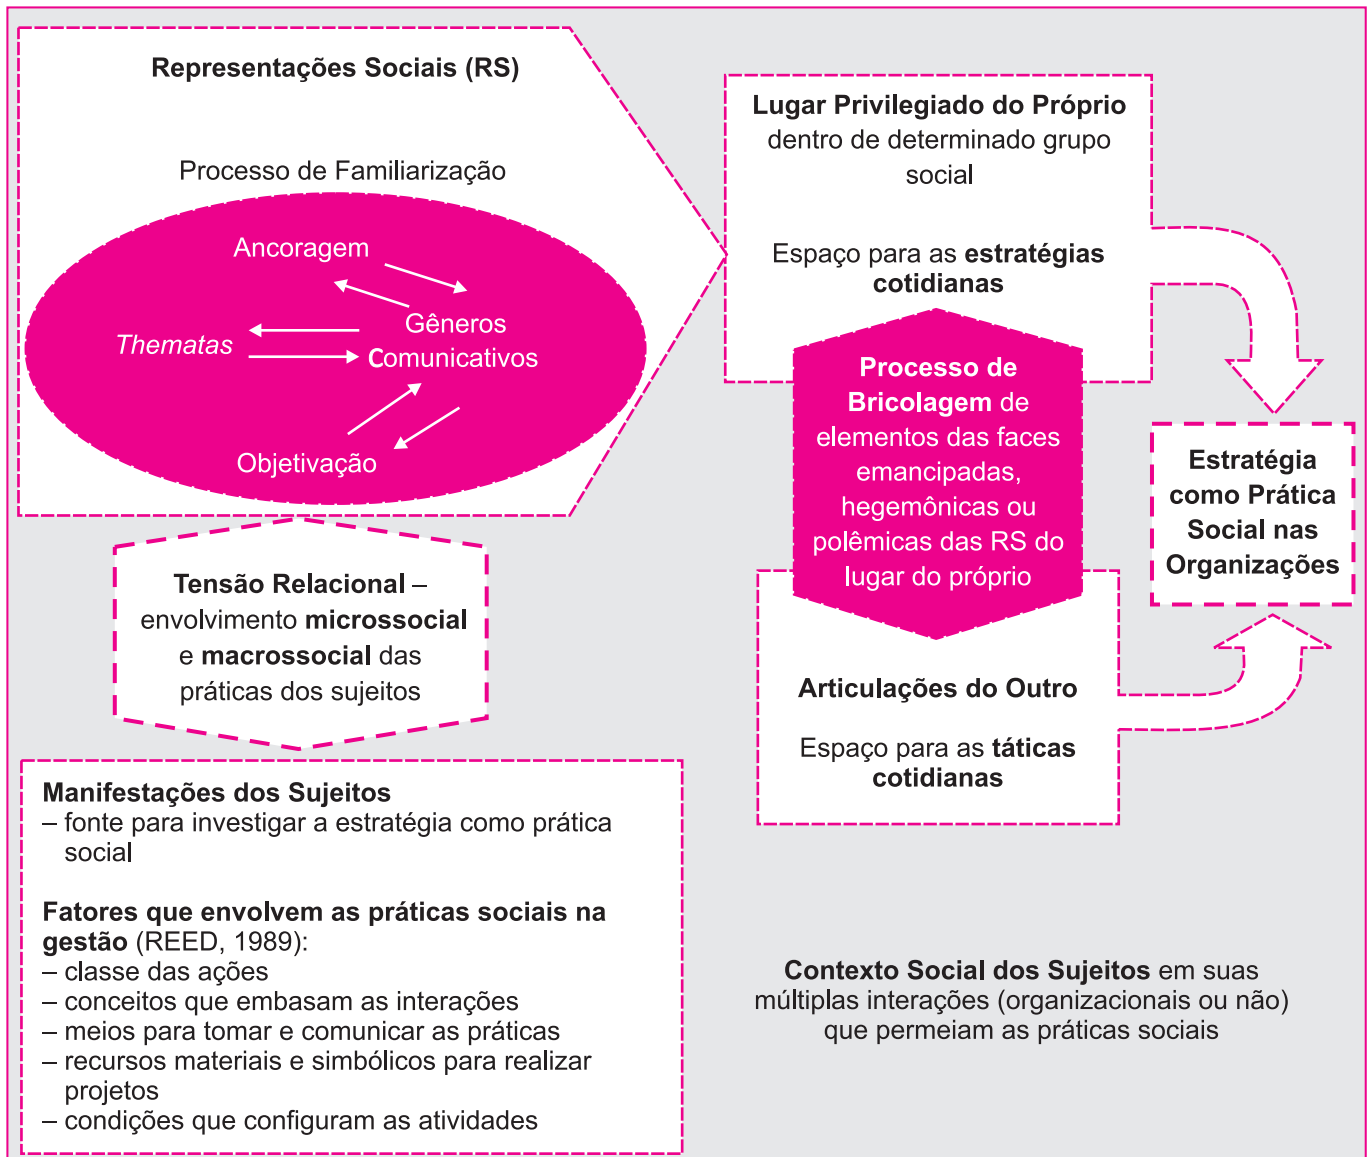 Representações Sociais (RS)
Processo de Familiarização
Ancoragem
Gêneros
Comunicativos
Thematas
Objetivação
Tensão Relacional –
envolvimento microssocial
e macrossocial das
práticas dos sujeitos
Manifestações dos Sujeitos
– fonte para investigar a estratégia como prática
social
Fatores que envolvem as práticas sociais na
gestão (REED, 1989):
– classe das ações
– conceitos que embasam as interações
– meios para tomar e comunicar as práticas
– recursos materiais e simbólicos para realizar
projetos
– condições que configuram as atividades
Lugar Privilegiado do Próprio
dentro de determinado grupo
social
Espaço para as estratégias
cotidianas
Processo de
Bricolagem de
elementos das faces
emancipadas,
hegemônicas ou
polêmicas das RS do
lugar do próprio
Articulações do Outro
Espaço para as táticas
cotidianas
Estratégia
como Prática
Social nas
Organizações
Contexto Social dos Sujeitos em suas
múltiplas interações (organizacionais ou não)
que permeiam as práticas sociais